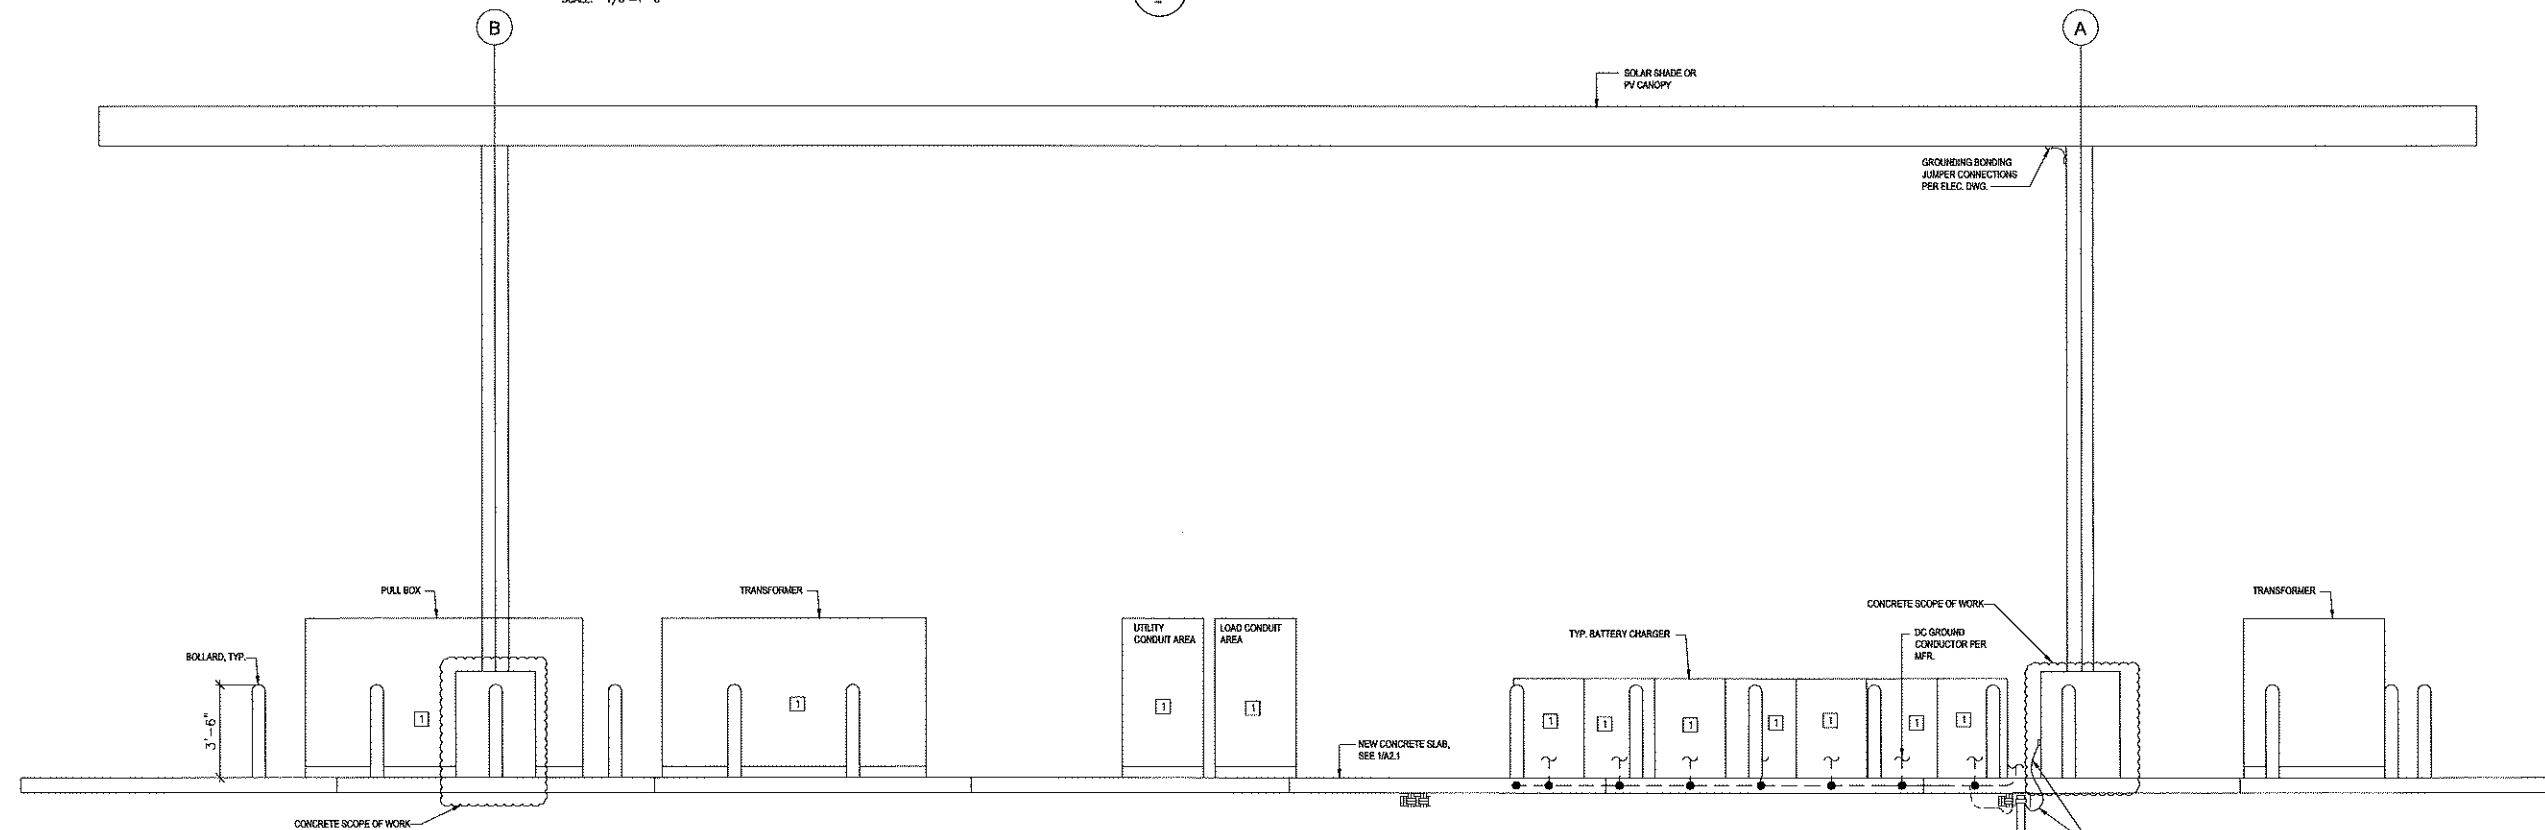 B
A
SOLAR SHADE OR
PV CANOPY
GROUNDING BONDING
JUMPER CONNECTIONS
PER ELEC. DWG.
PULL BOX
TRANSFORMER
TRANSFORMER
CONCRETE SCOPE OF WORK
UTILITY
CONDUIT AREA
LOAD CONDUIT
AREA
TYP. BATTERY CHARGER
DC GROUND
CONDUCTOR PER
MFR.
BOLLARD, TYP.
3'-6"
1
1
1
1
1
1
1
1
1
1
1
NEW CONCRETE SLAB,
SEE 1/A2.1
CONCRETE SCOPE OF WORK